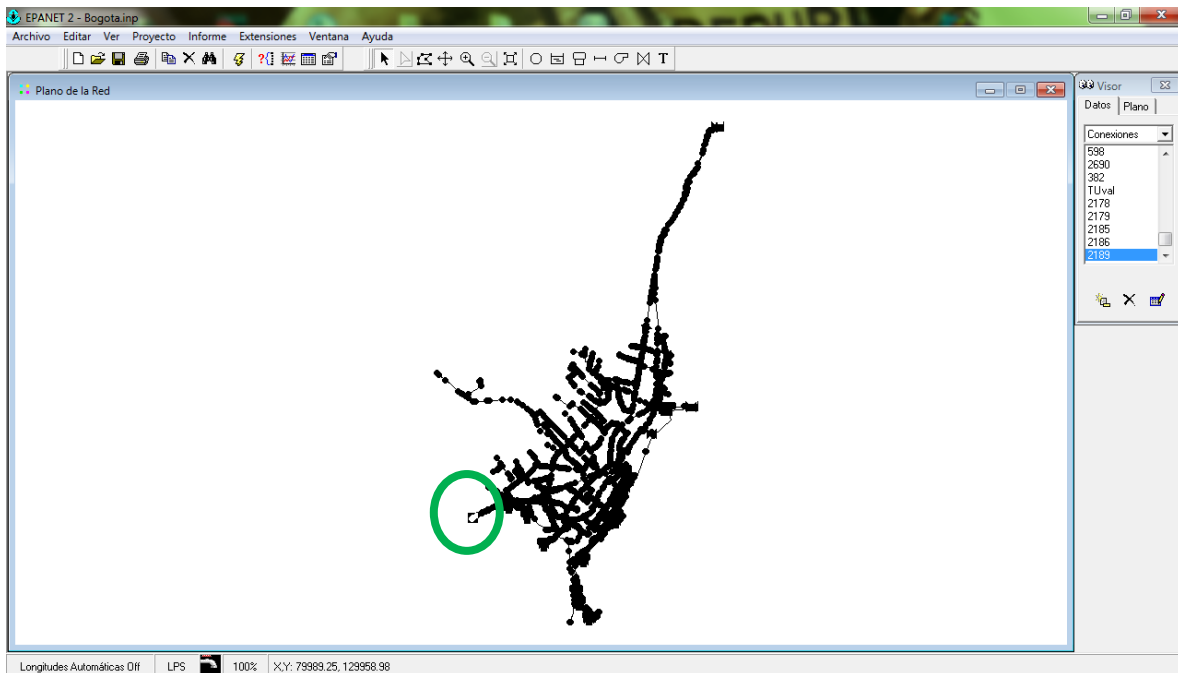 EPANET 2 - Bogota.inp
Archivo Editar Ver Proyecto Informe Extensiones Ventana Ayuda
T
Plano de la Red
Visor
Datos Plano
Conexiones
598
2690
382
TUval
2178
2179
2185
2186
2189
Longitudes Automáticas Off LPS 100% X,Y: 79989.25, 129958.98